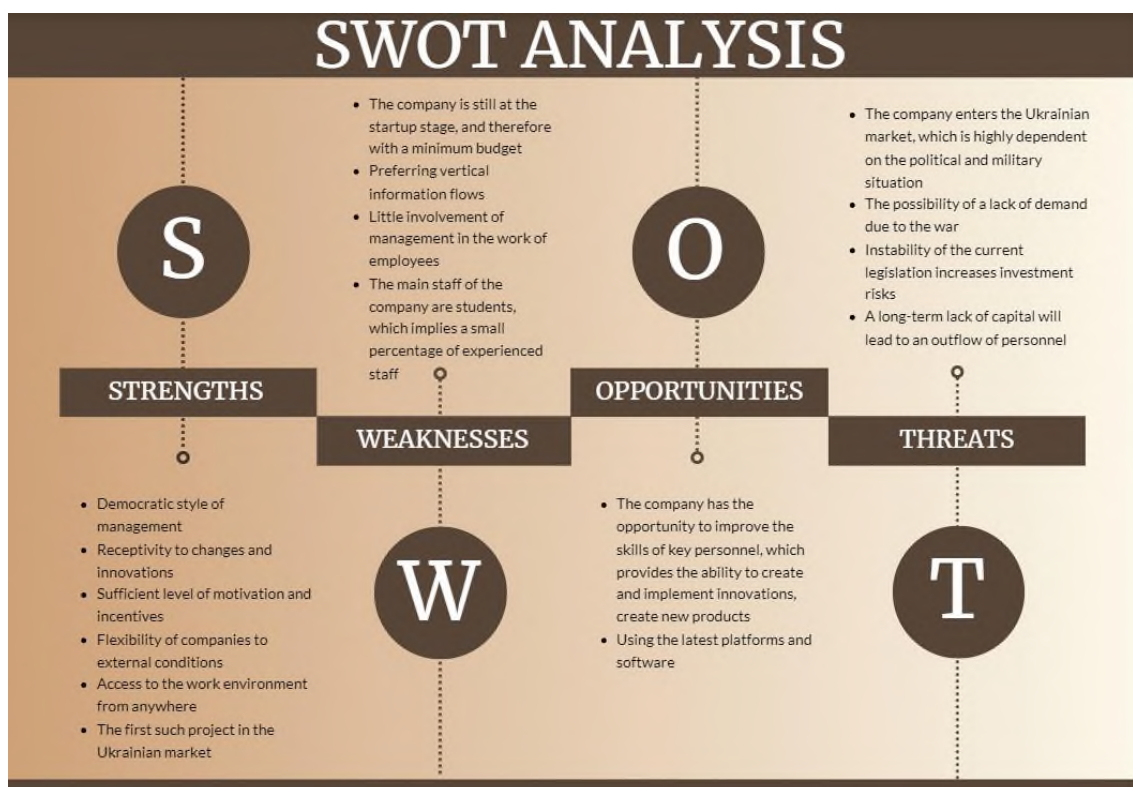 SWOT ANALYSIS
S
STRENGTHS
• Democratic style of
management
• Receptivity to changes and
innovations
• Sufficient level of motivation and
incentives
• Flexibility of companies to
external conditions
• Access to the work environment
from anywhere
• The first such project in the
Ukrainian market
• The company is still at the
startup stage, and therefore
with a minimum budget
• Preferring vertical
information flows
• Little involvement of
management in the work of
employees
• The main staff of the
company are students,
which implies a small
percentage of experienced
staff
WEAKNESSES
W
O
OPPORTUNITIES
• The company has the
opportunity to improve the
skills of key personnel, which
provides the ability to create
and implement innovations,
create new products
• Using the latest platforms and
software
• The company enters the Ukrainian
market, which is highly dependent
on the political and military
situation
• The possibility of a lack of demand
due to the war
• Instability of the current
legislation increases investment
risks
• A long-term lack of capital will
lead to an outflow of personnel
THREATS
T